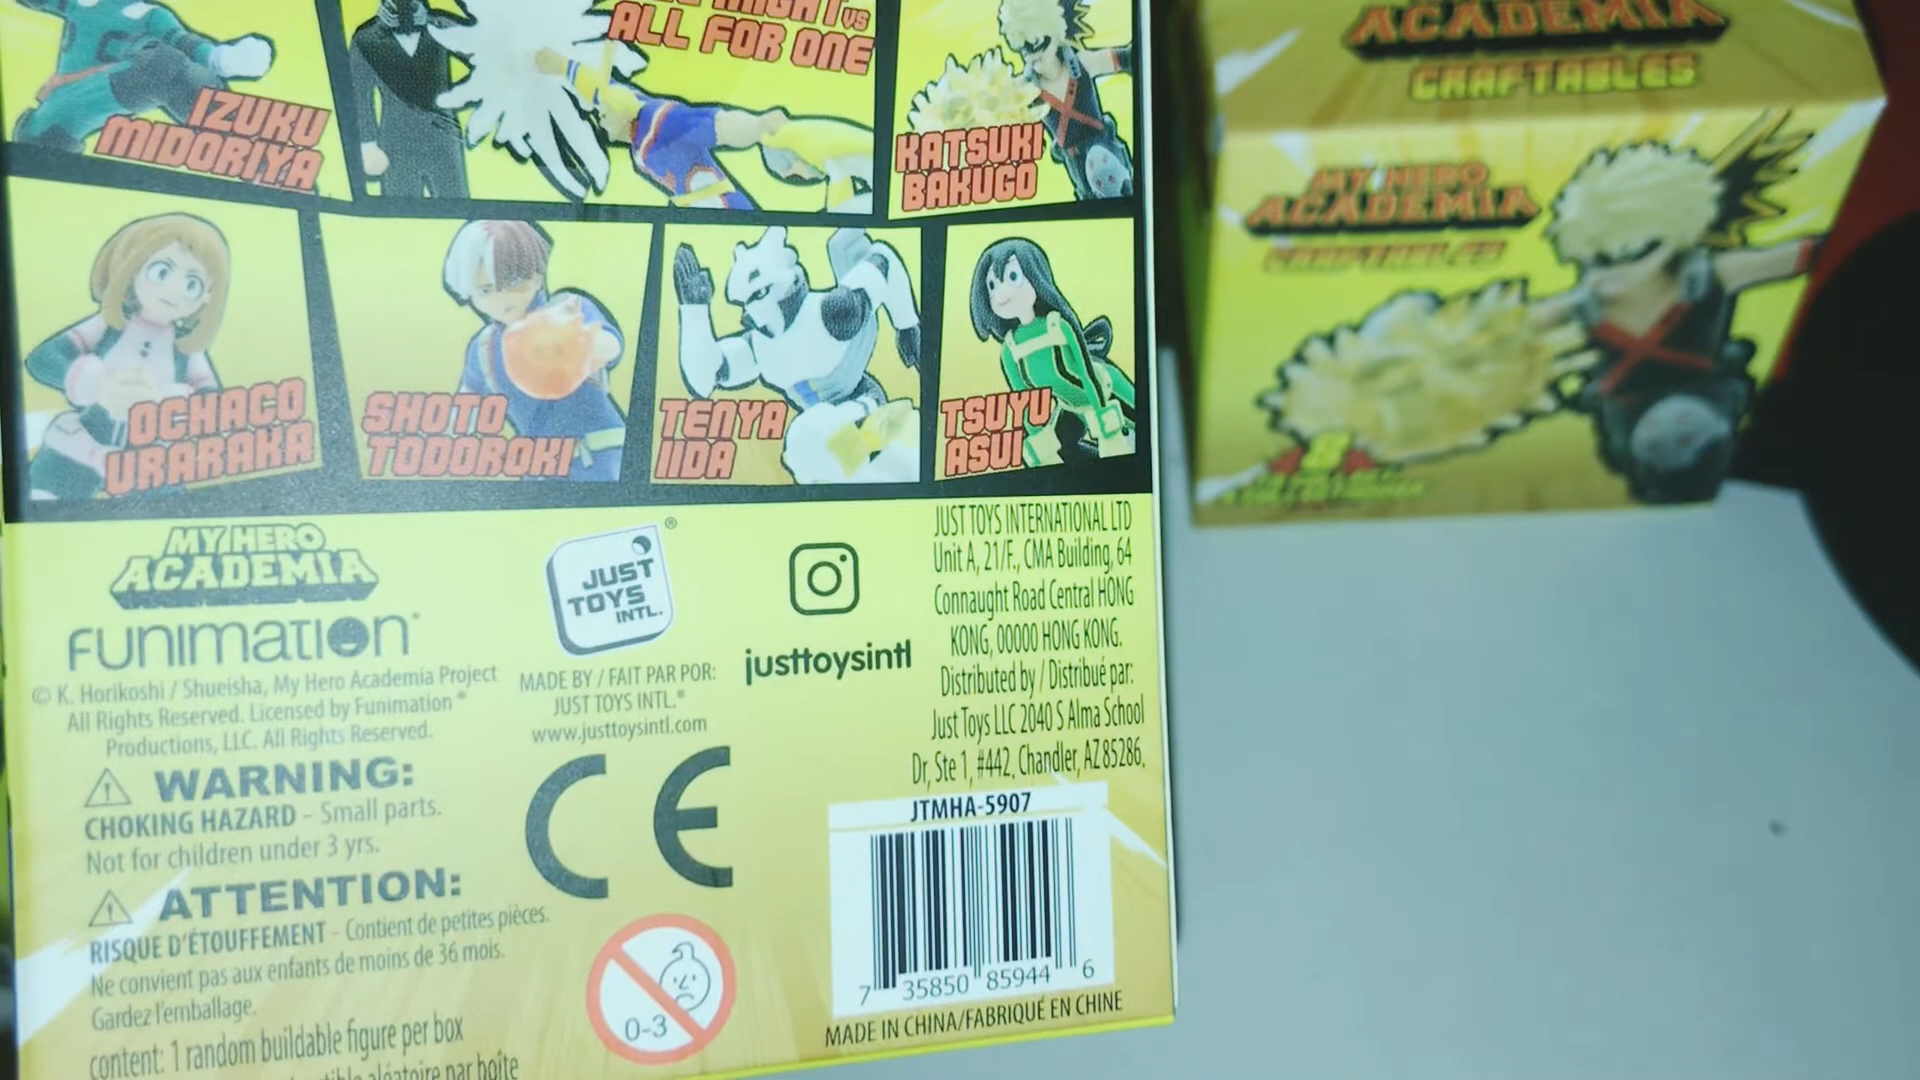 ALL FOR ONE
IZUKU
MIDORIYA
KATSUKI
BAKUGO
OCHACO
URARAKA
SHOTO
TODOROKI
TENYA
IIDA
TSUYU
ASUI
MY HERO
ACADEMIA
FUNIMATION
© K. Horikoshi / Shueisha, My Hero Academia Project
All Rights Reserved. Licensed by Funimation®
Productions, LLC. All Rights Reserved.
WARNING:
CHOKING HAZARD - Small parts.
Not for children under 3 yrs.
ATTENTION:
RISQUE D'ÉTOUFFEMENT - Contient de petites pièces.
Ne convient pas aux enfants de moins de 36 mois.
Gardez l'emballage.
content: 1 random buildable figure per box
aléatoire par boîte
JUST
TOYS
INTL.
®
MADE BY / FAIT PAR POR:
JUST TOYS INTL.®
www.justtoysintl.com
CE
0-3
justtoysintl
JUST TOYS INTERNATIONAL LTD
Unit A, 21/F., CMA Building, 64
Connaught Road Central HONG
KONG, 00000 HONG KONG.
Distributed by / Distribué par:
Just Toys LLC 2040 S Alma School
Dr, Ste 1, #442, Chandler, AZ 85286.
JTMHA-5907
7 35850 85944 6
MADE IN CHINA/FABRIQUÉ EN CHINE
ACADEMIA
CRAFTABLES
MY HERO
ACADEMIA
CRAFTABLES
8